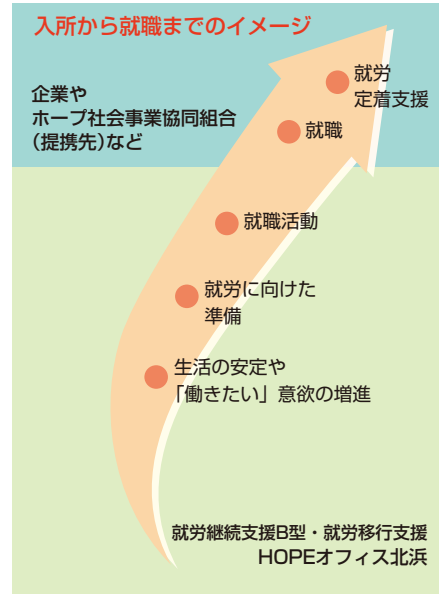 入所から就職までのイメージ
就労
定着支援
企業や
ホープ社会事業協同組合
（提携先）など
就職
就職活動
就労に向けた
準備
生活の安定や
「働きたい」意欲の増進
就労継続支援B型・就労移行支援
HOPEオフィス北浜